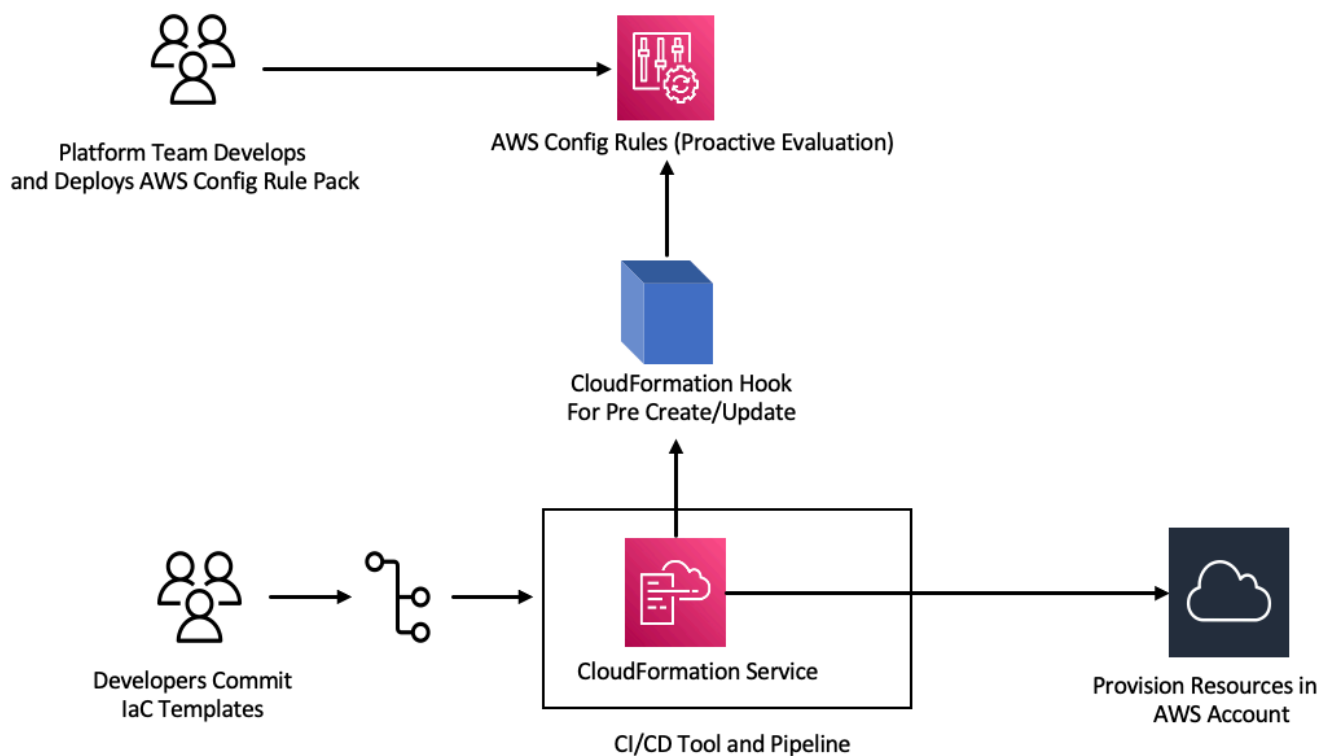 Platform Team Develops
and Deploys AWS Config Rule Pack
AWS Config Rules (Proactive Evaluation)
CloudFormation Hook
For Pre Create/Update
Developers Commit
IaC Templates
CloudFormation Service
CI/CD Tool and Pipeline
Provision Resources in
AWS Account